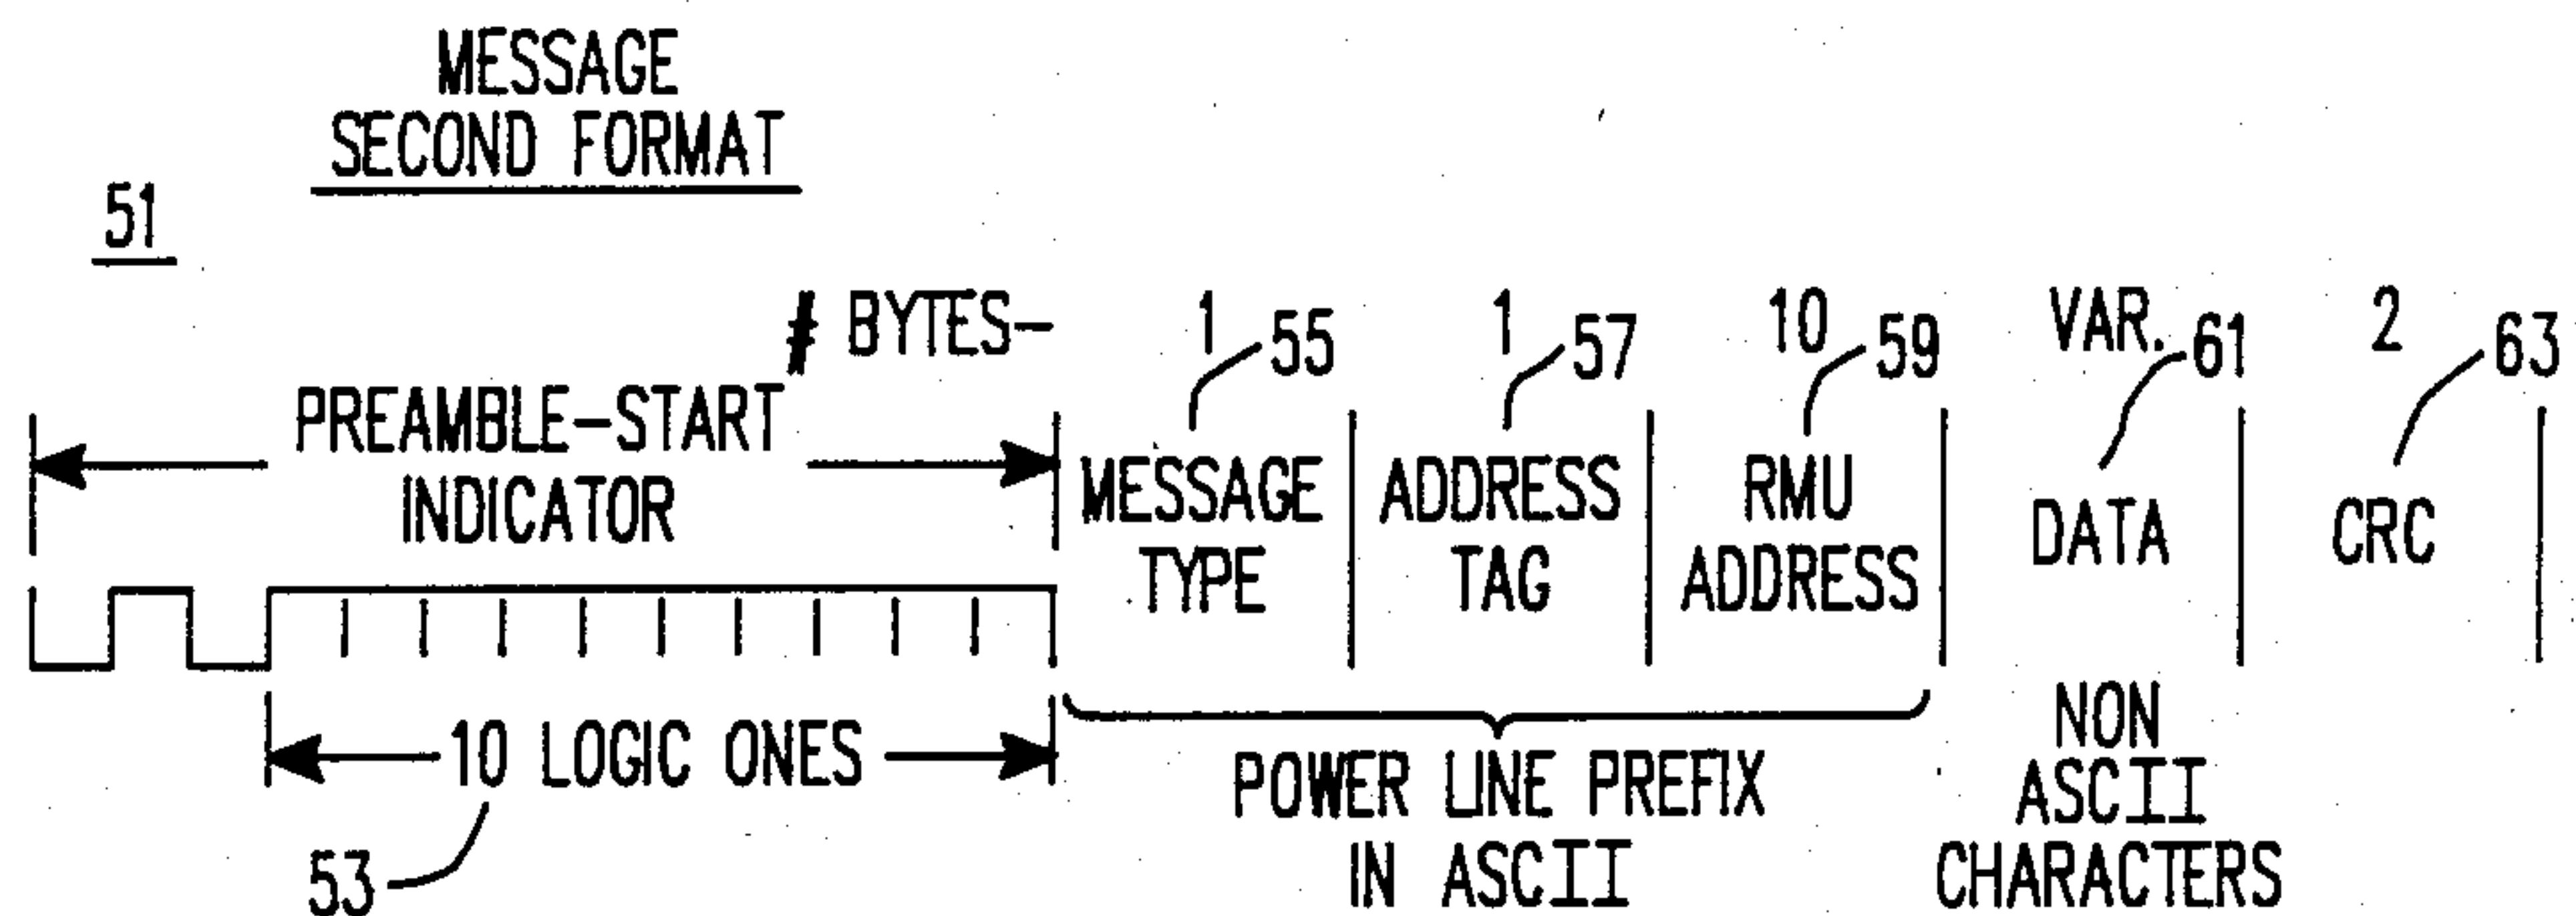 MESSAGE
SECOND FORMAT
51
# BYTES-
1
55
1
57
10
59
VAR.
61
2
63
PREAMBLE-START
INDICATOR
MESSAGE
TYPE
ADDRESS
TAG
RMU
ADDRESS
DATA
CRC
10 LOGIC ONES
53
POWER LINE PREFIX
IN ASCII
NON
ASCII
CHARACTERS